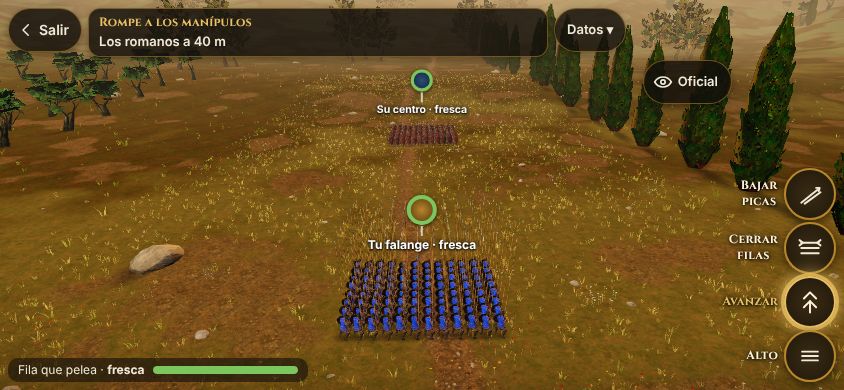 Salir
ROMPE A LOS MANÍPULOS
Los romanos a 40 m
Datos ▾
Oficial
Su centro · fresca
Tu falange · fresca
BAJAR
PICAS
CERRAR
FILAS
AVANZAR
ALTO
Fila que pelea · fresca